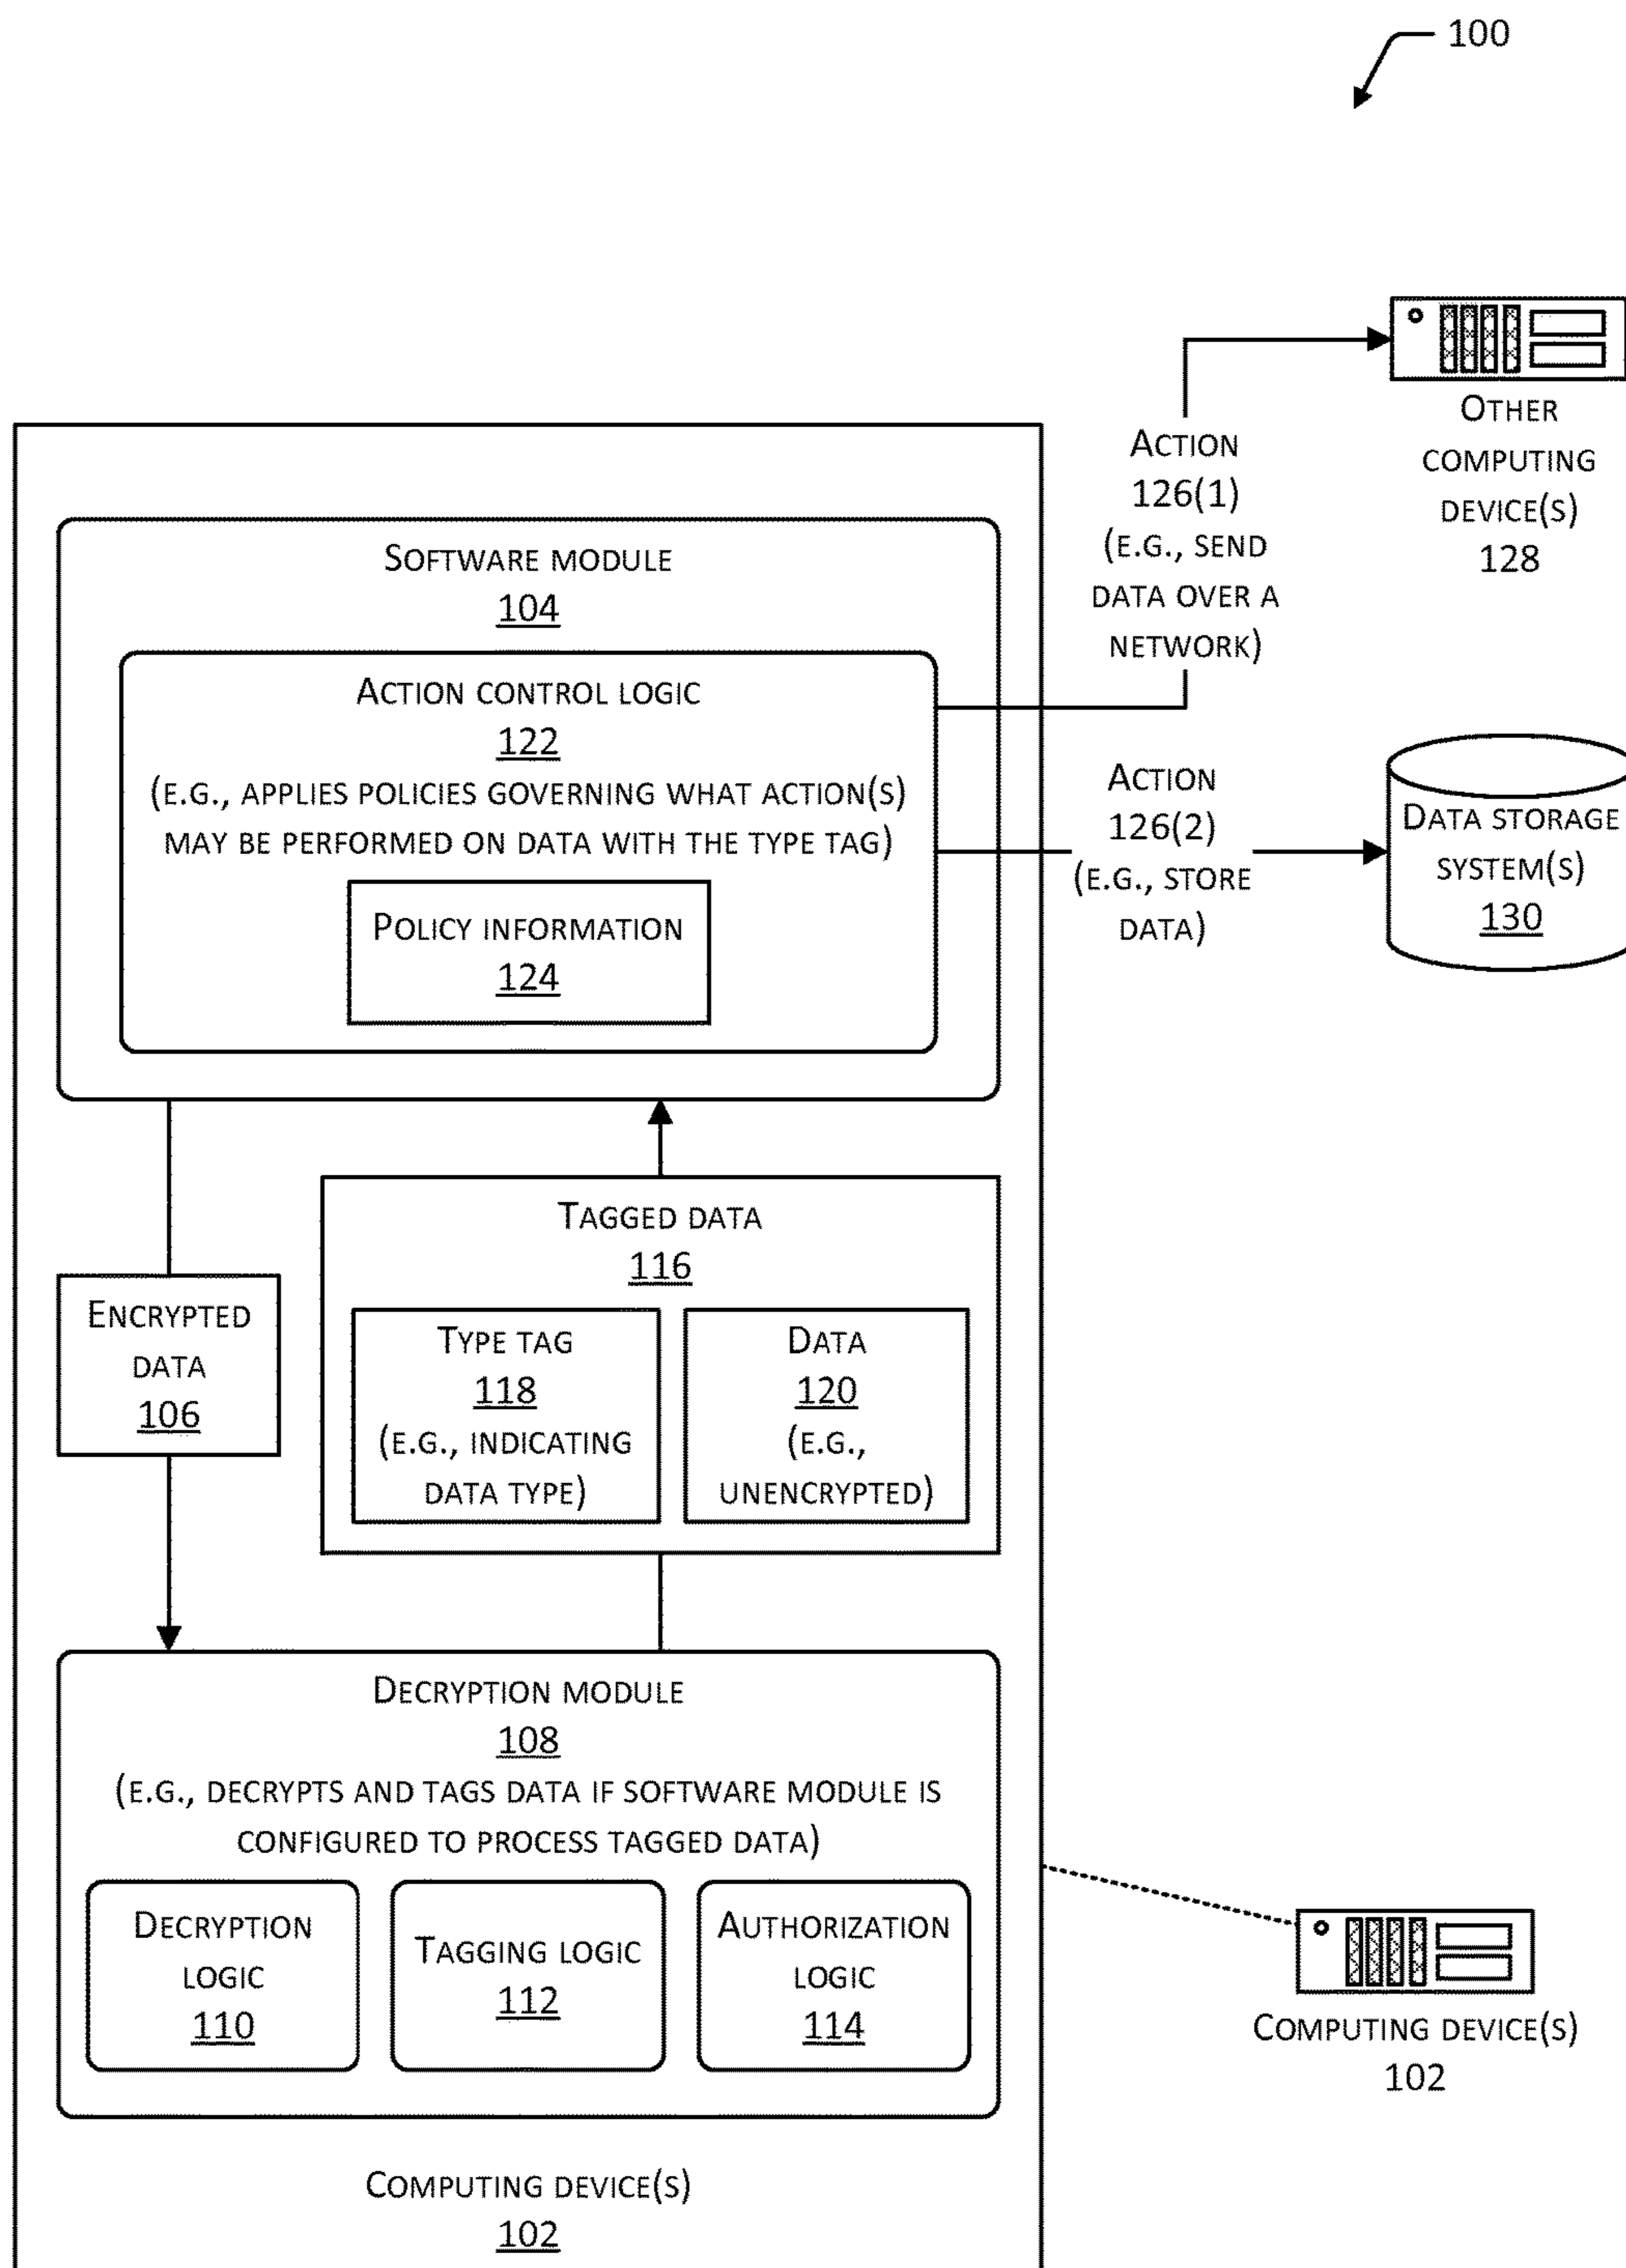 100
OTHER
COMPUTING
DEVICE(S)
128
ACTION
126(1)
(E.G., SEND
DATA OVER A
NETWORK)
SOFTWARE MODULE
104
ACTION CONTROL LOGIC
122
(E.G., APPLIES POLICIES GOVERNING WHAT ACTION(S)
MAY BE PERFORMED ON DATA WITH THE TYPE TAG)
POLICY INFORMATION
124
ACTION
126(2)
(E.G., STORE
DATA)
DATA STORAGE
SYSTEM(S)
130
ENCRYPTED
DATA
106
TAGGED DATA
116
TYPE TAG
118
(E.G., INDICATING
DATA TYPE)
DATA
120
(E.G.,
UNENCRYPTED)
DECRYPTION MODULE
108
(E.G., DECRYPTS AND TAGS DATA IF SOFTWARE MODULE IS
CONFIGURED TO PROCESS TAGGED DATA)
DECRYPTION
LOGIC
110
TAGGING LOGIC
112
AUTHORIZATION
LOGIC
114
COMPUTING DEVICE(S)
102
COMPUTING DEVICE(S)
102